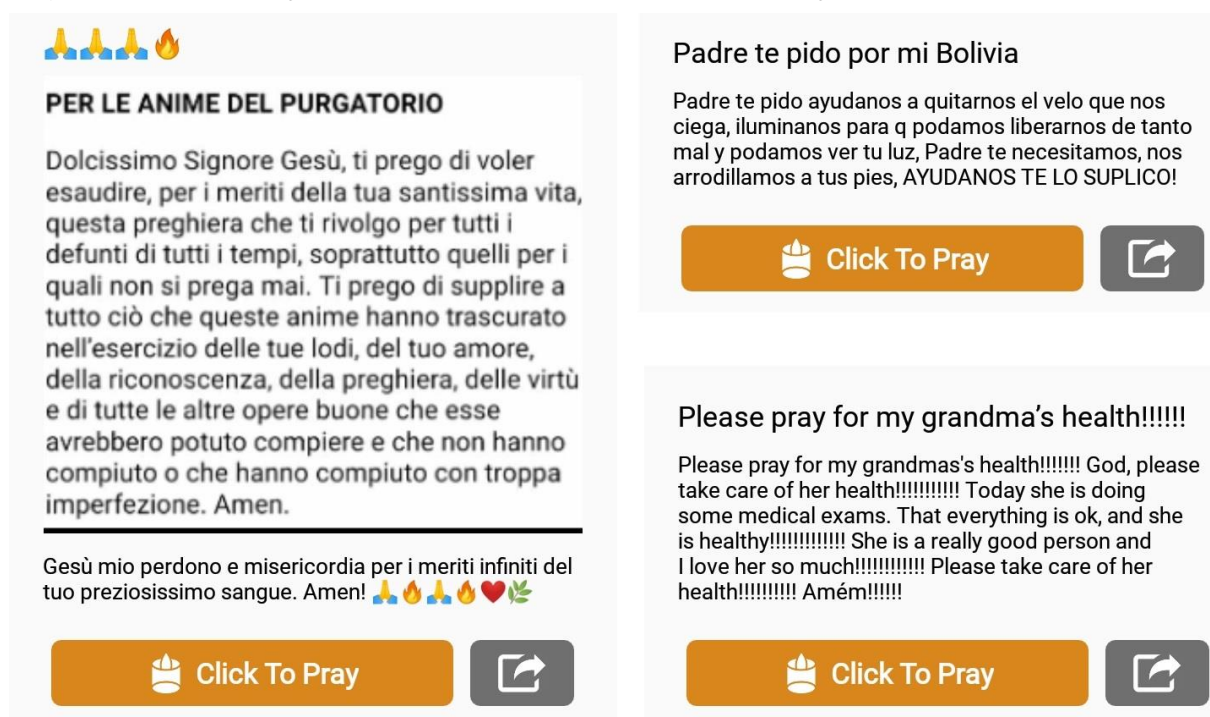 🙏🙏🙏🔥
PER LE ANIME DEL PURGATORIO
Dolcissimo Signore Gesù, ti prego di voler
esaudire, per i meriti della tua santissima vita,
questa preghiera che ti rivolgo per tutti i
defunti di tutti i tempi, soprattutto quelli per i
quali non si prega mai. Ti prego di supplire a
tutto ciò che queste anime hanno trascurato
nell'esercizio delle tue lodi, del tuo amore,
della riconoscenza, della preghiera, delle virtù
e di tutte le altre opere buone che esse
avrebbero potuto compiere e che non hanno
compiuto o che hanno compiuto con troppa
imperfezione. Amen.
Gesù mio perdono e misericordia per i meriti infiniti del
tuo preziosissimo sangue. Amen! 🙏🔥🙏🔥❤️🌿
Click To Pray
Padre te pido por mi Bolivia
Padre te pido ayudanos a quitarnos el velo que nos
ciega, iluminanos para q podamos liberarnos de tanto
mal y podamos ver tu luz, Padre te necesitamos, nos
arrodillamos a tus pies, AYUDANOS TE LO SUPLICO!
Click To Pray
Please pray for my grandma's health!!!!!!
Please pray for my grandmas's health!!!!!!! God, please
take care of her health!!!!!!!!!!! Today she is doing
some medical exams. That everything is ok, and she
is healthy!!!!!!!!!!!!! She is a really good person and
I love her so much!!!!!!!!!!!! Please take care of her
health!!!!!!!!!! Amém!!!!!!
Click To Pray